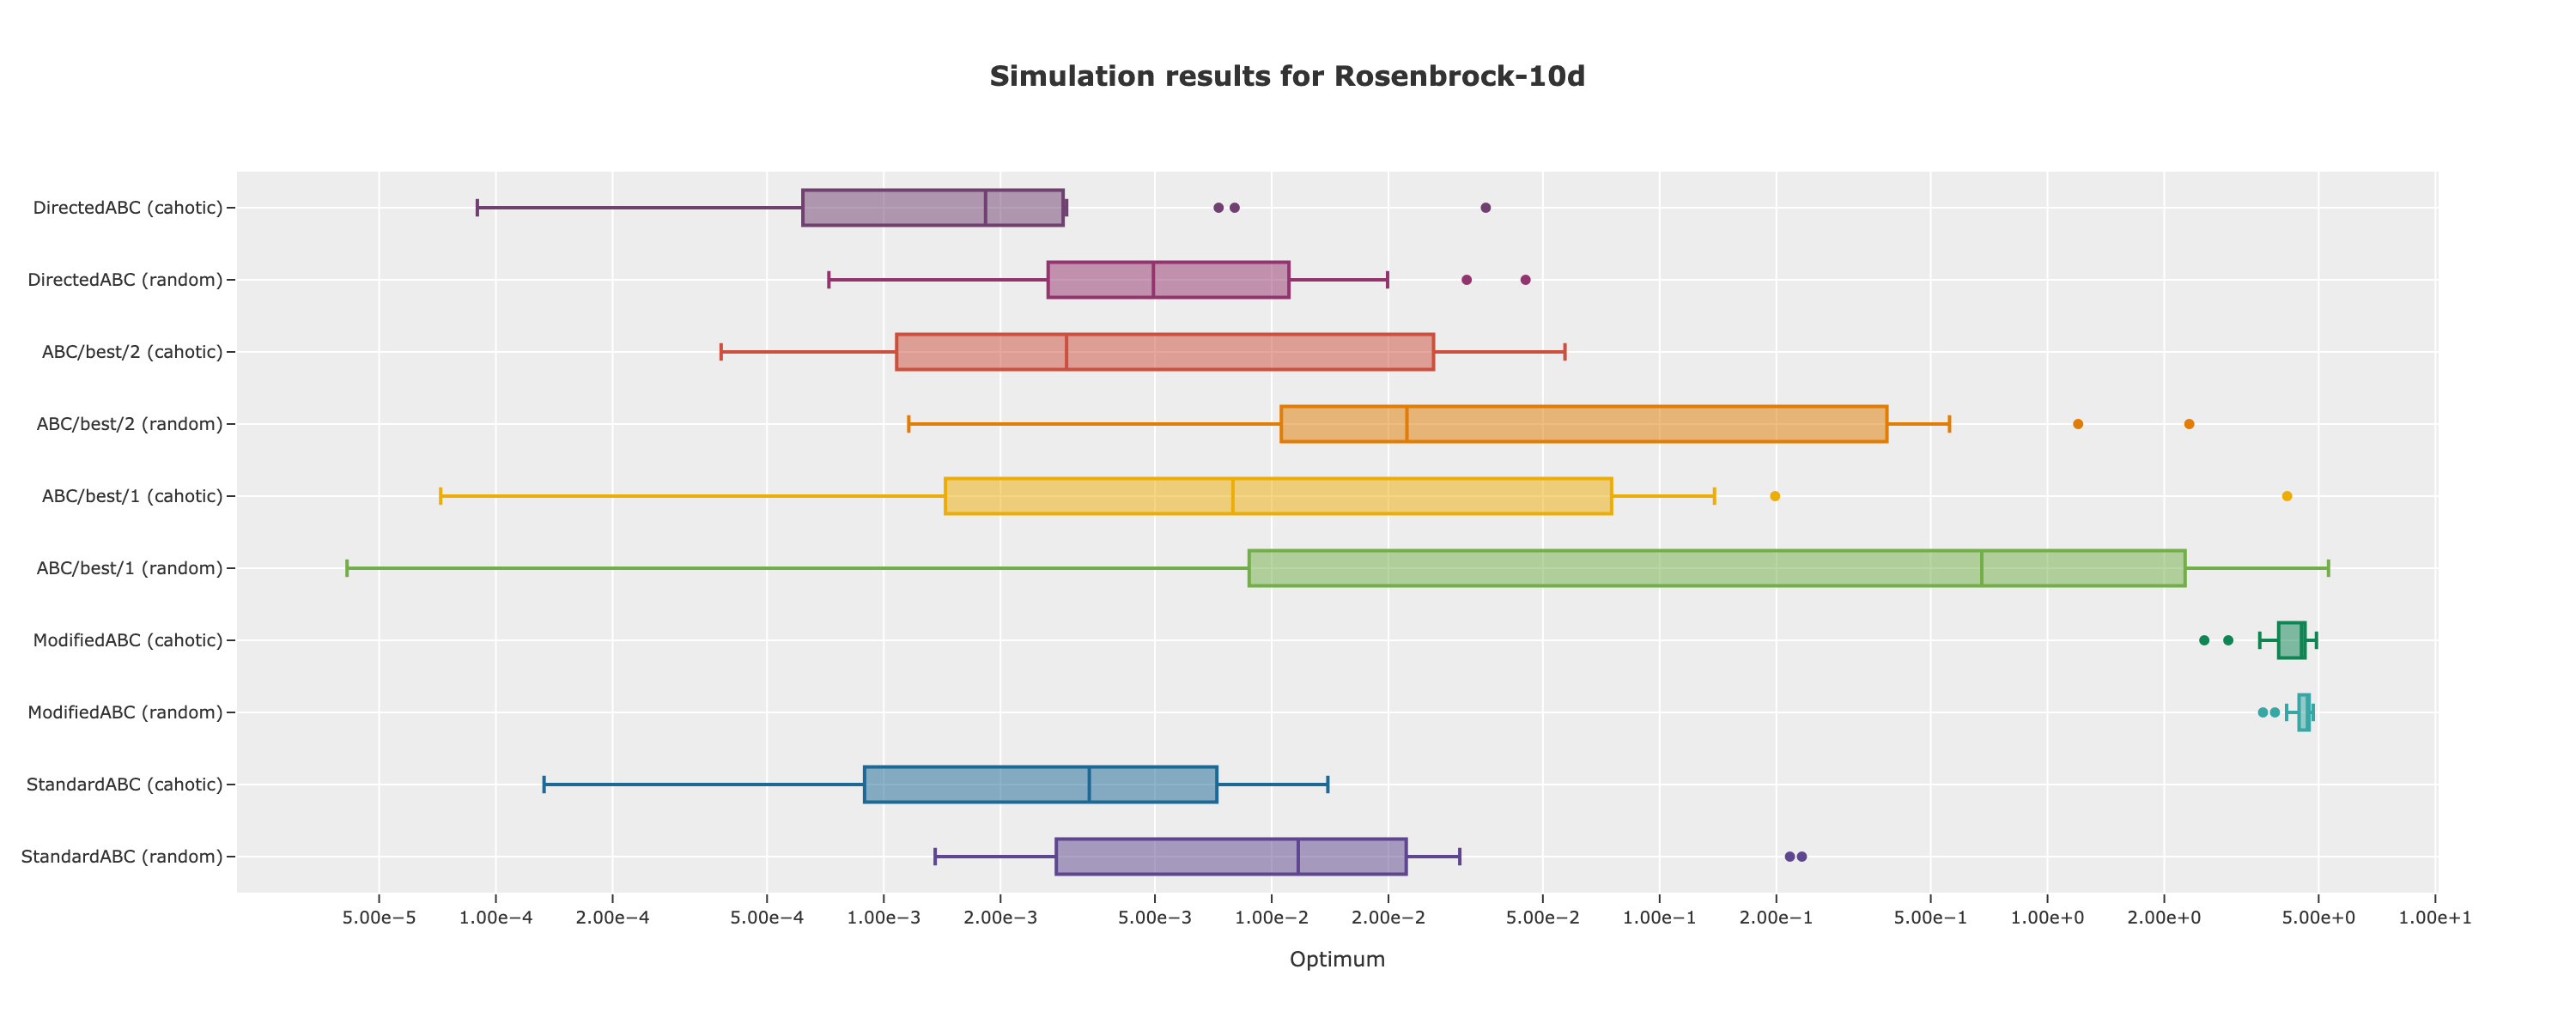 Simulation results for Rosenbrock-10d
DirectedABC (cahotic)
DirectedABC (random)
ABC/best/2 (cahotic)
ABC/best/2 (random)
ABC/best/1 (cahotic)
ABC/best/1 (random)
ModifiedABC (cahotic)
ModifiedABC (random)
StandardABC (cahotic)
StandardABC (random)
5.00e−5 1.00e−4 2.00e−4 5.00e−4 1.00e−3 2.00e−3 5.00e−3 1.00e−2 2.00e−2 5.00e−2 1.00e−1 2.00e−1 5.00e−1 1.00e+0 2.00e+0 5.00e+0 1.00e+1
Optimum